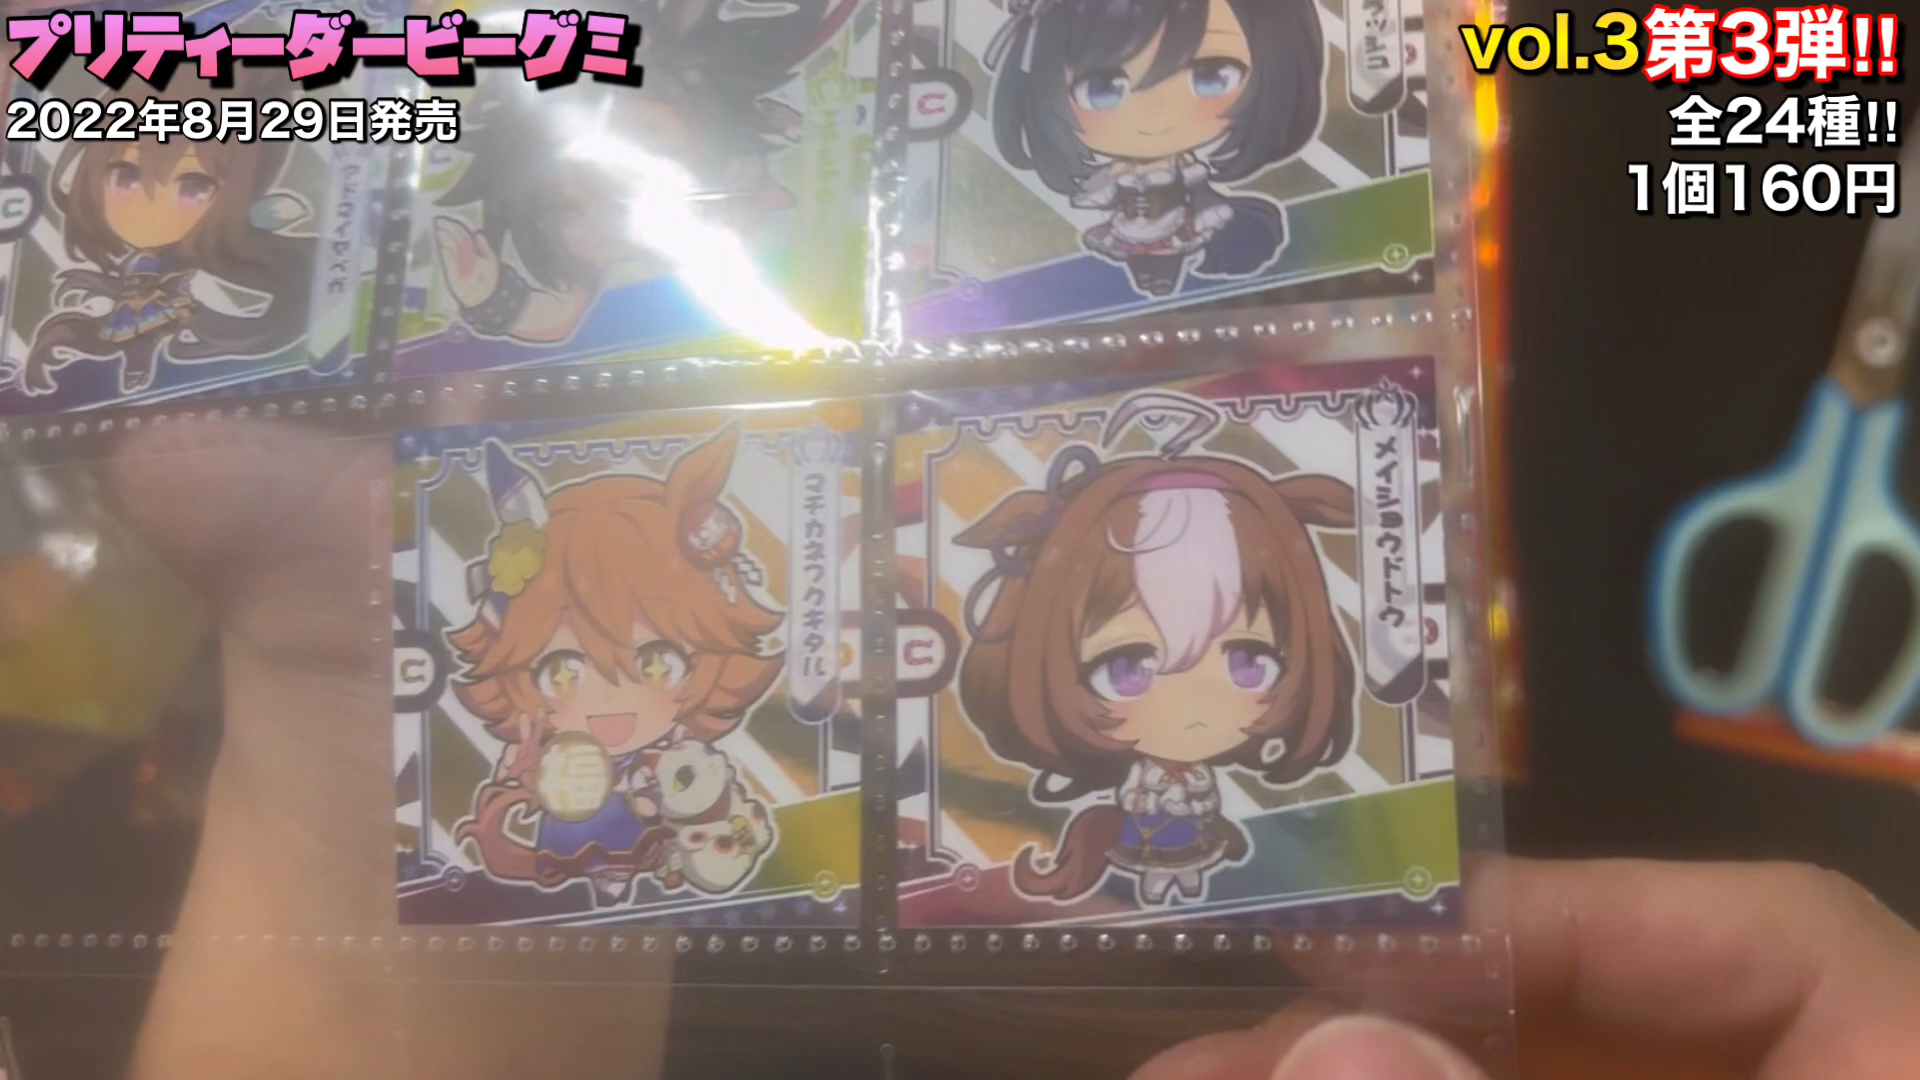 プリティーダービーグミ
2022年8月29日発売
vol.3第3弾!!
全24種!!
1個160円
マチカネフクキタル
メイショウドトウ
福